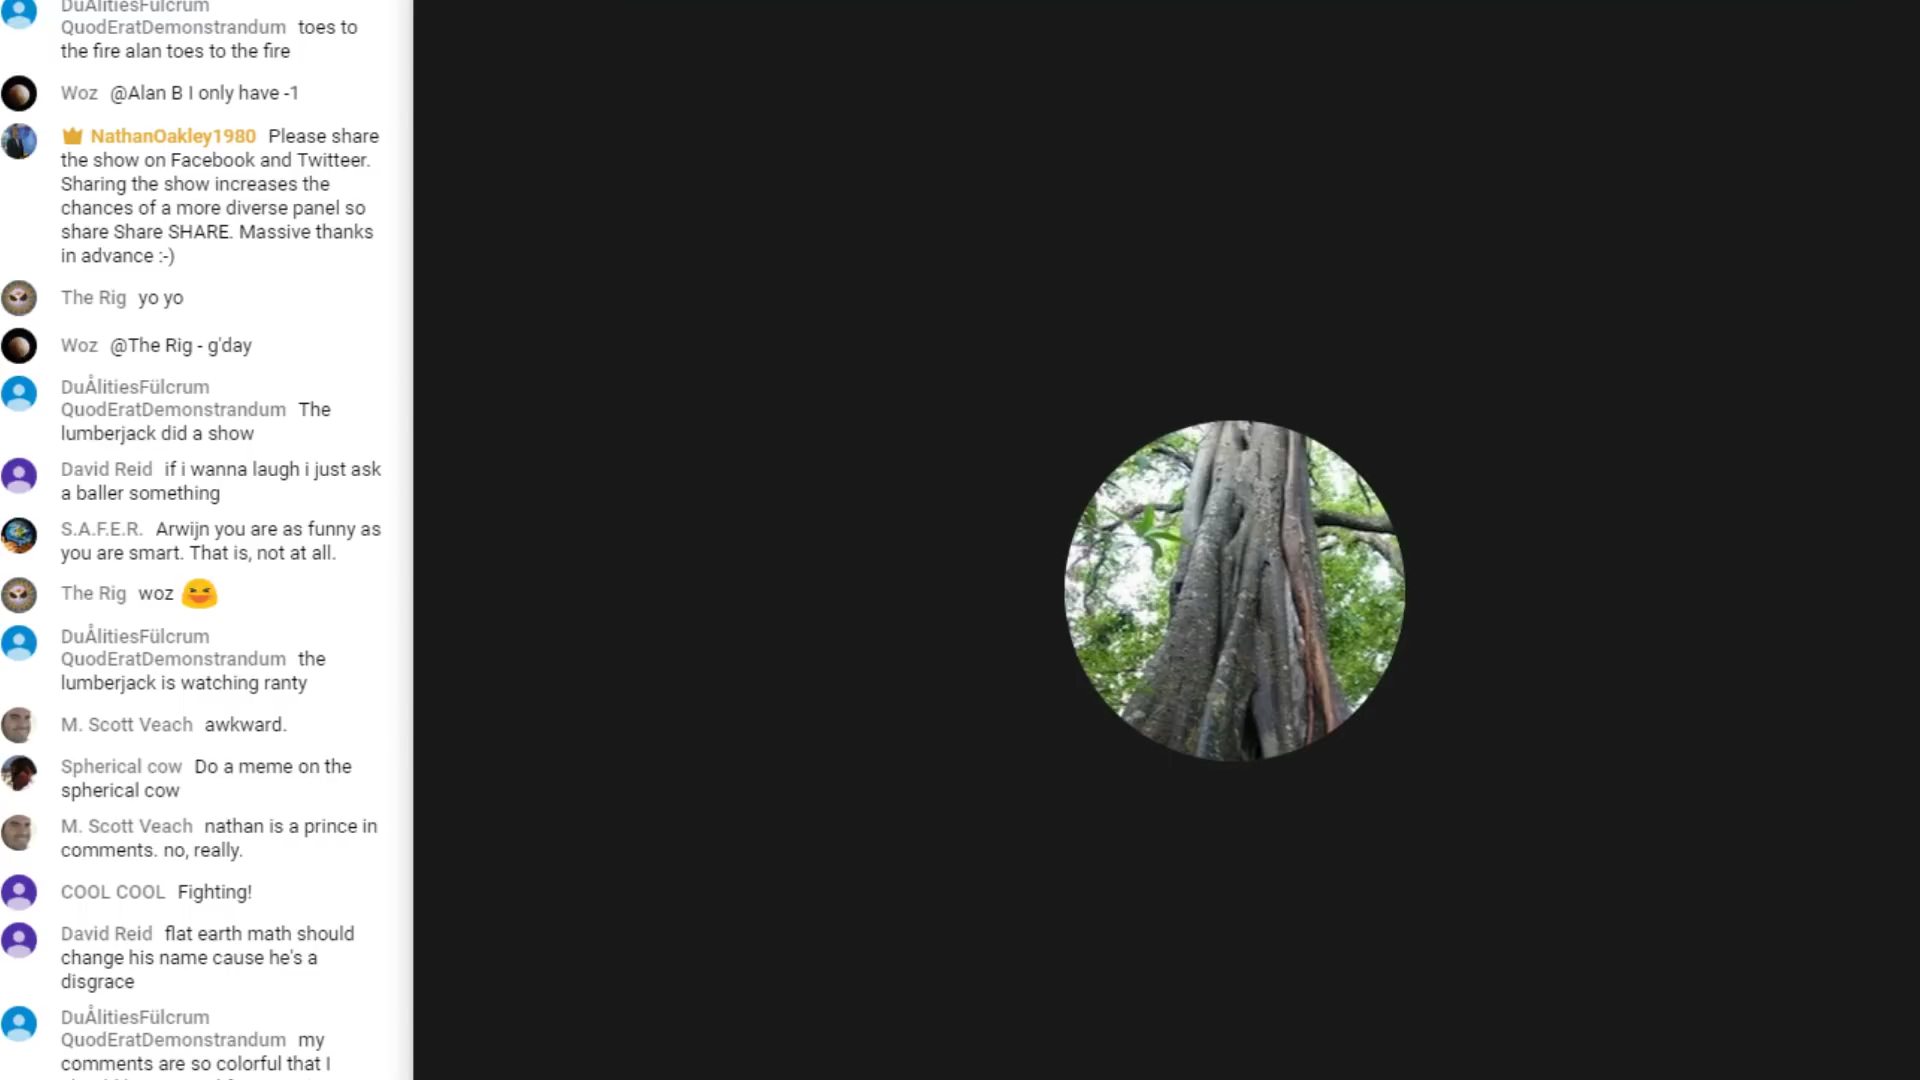 DuÅlitiesFülcrum
QuodEratDemonstrandum toes to
the fire alan toes to the fire
Woz @Alan B I only have -1
NathanOakley1980 Please share
the show on Facebook and Twitteer.
Sharing the show increases the
chances of a more diverse panel so
share Share SHARE. Massive thanks
in advance :-)
The Rig yo yo
Woz @The Rig - g'day
DuÅlitiesFülcrum
QuodEratDemonstrandum The
lumberjack did a show
David Reid if i wanna laugh i just ask
a baller something
S.A.F.E.R. Arwijn you are as funny as
you are smart. That is, not at all.
The Rig woz 😆
DuÅlitiesFülcrum
QuodEratDemonstrandum the
lumberjack is watching ranty
M. Scott Veach awkward.
Spherical cow Do a meme on the
spherical cow
M. Scott Veach nathan is a prince in
comments. no, really.
COOL COOL Fighting!
David Reid flat earth math should
change his name cause he's a
disgrace
DuÅlitiesFülcrum
QuodEratDemonstrandum my
comments are so colorful that I